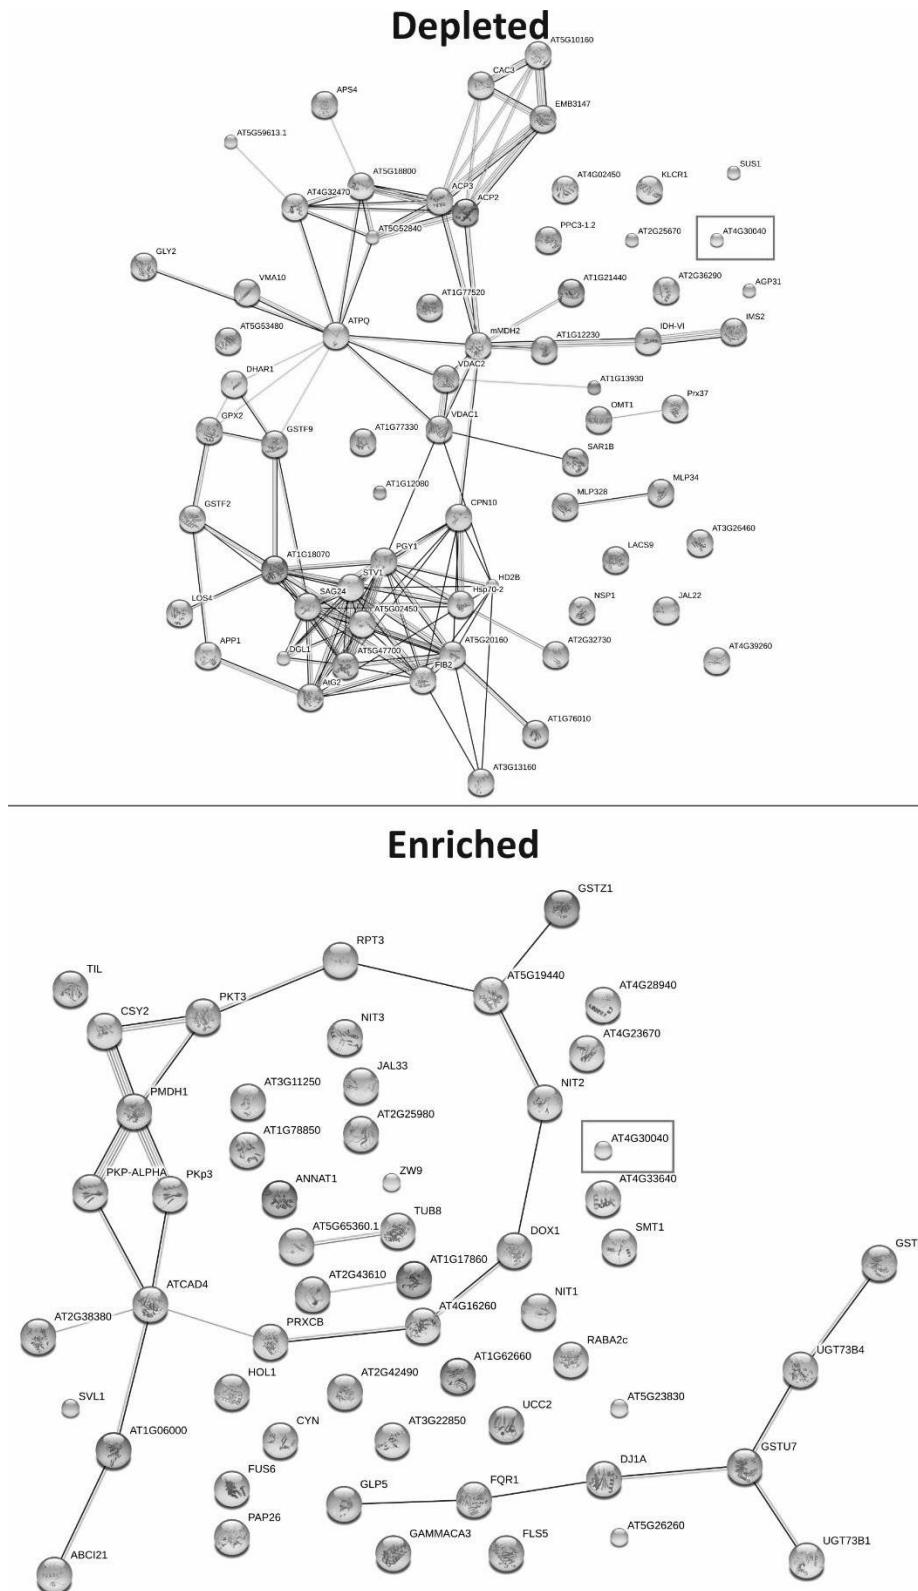 Depleted
AT5G10160
CAC3
APS4
EMB3147
AT5G59613.1
AT5G18800
ACP3
AT4G02450
KLCR1
SUS1
AT4G32470
ACP2
AT5G52840
PPC3-1.2
AT2G25670
AT4G30040
GLY2
VMA10
AT1G77520
AT1G21440
AT2G36290
AGP31
AT5G53480
ATPQ
mMDH2
AT1G12230
IDH-VI
IMS2
DHAR1
VDAC2
AT1G13930
GPX2
GSTF9
AT1G77330
VDAC1
OMT1
Prx37
SAR1B
AT1G12080
MLP328
MLP34
GSTF2
CPN10
AT3G26460
AT1G18070
PGY1
LACS9
STV1
HD2B
SAG24
Hsp70-2
LOS4
AT5G02450
NSP1
JAL22
APP1
DGL1
AT5G47700
AT5G20160
AT2G32730
AT4G39260
FIB2
AtG2
AT1G76010
AT3G13160
Enriched
GSTZ1
RPT3
TIL
AT5G19440
AT4G28940
CSY2
PKT3
NIT3
AT4G23670
JAL33
NIT2
PMDH1
AT3G11250
AT2G25980
AT1G78850
AT4G30040
PKP-ALPHA
PKp3
ANNAT1
ZW9
AT4G33640
AT5G65360.1
TUB8
DOX1
SMT1
GST
AT2G43610
AT1G17860
ATCAD4
AT4G16260
NIT1
AT2G38380
PRXCB
RABA2c
UGT73B4
AT1G62660
HOL1
AT2G42490
SVL1
AT5G23830
UCC2
AT1G06000
CYN
AT3G22850
GSTU7
DJ1A
FUS6
GLP5
FQR1
PAP26
AT5G26260
ABCI21
GAMMACA3
FLS5
UGT73B1